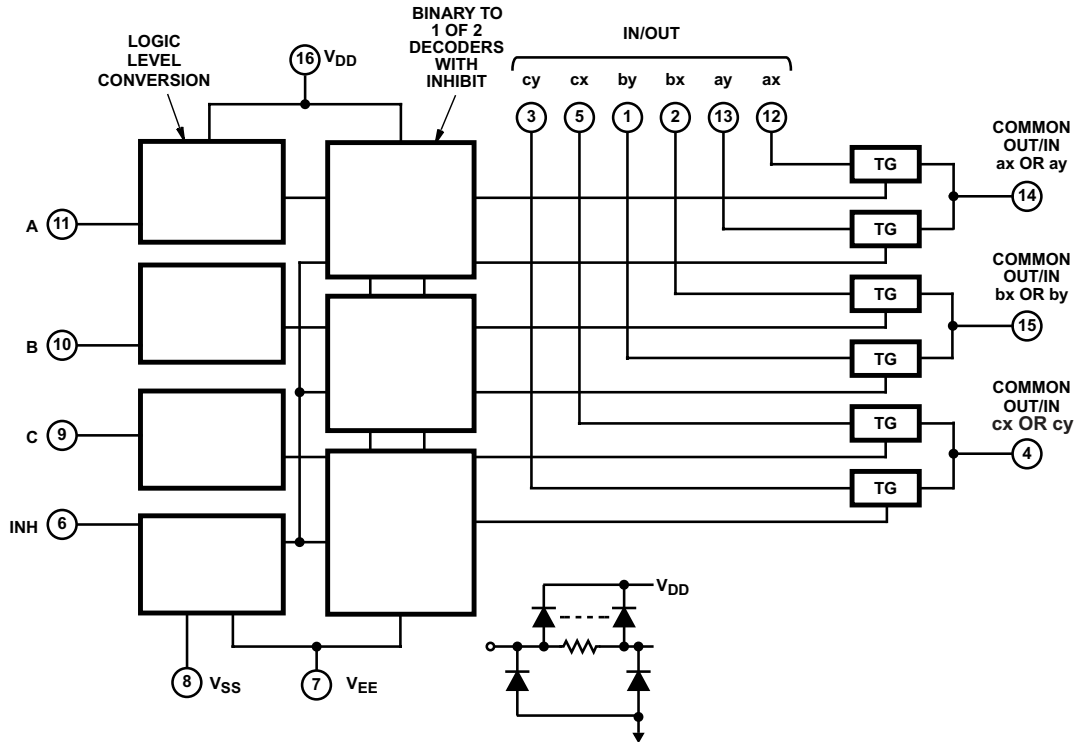 LOGIC
LEVEL
CONVERSION
16 VDD
BINARY TO
1 OF 2
DECODERS
WITH
INHIBIT
IN/OUT
cy cx by bx ay ax
3 5 1 2 13 12
TG
COMMON
OUT/IN
ax OR ay
14
TG
A 11
TG
COMMON
OUT/IN
bx OR by
15
TG
B 10
TG
COMMON
OUT/IN
cx OR cy
4
TG
C 9
INH 6
VDD
8 VSS
7 VEE